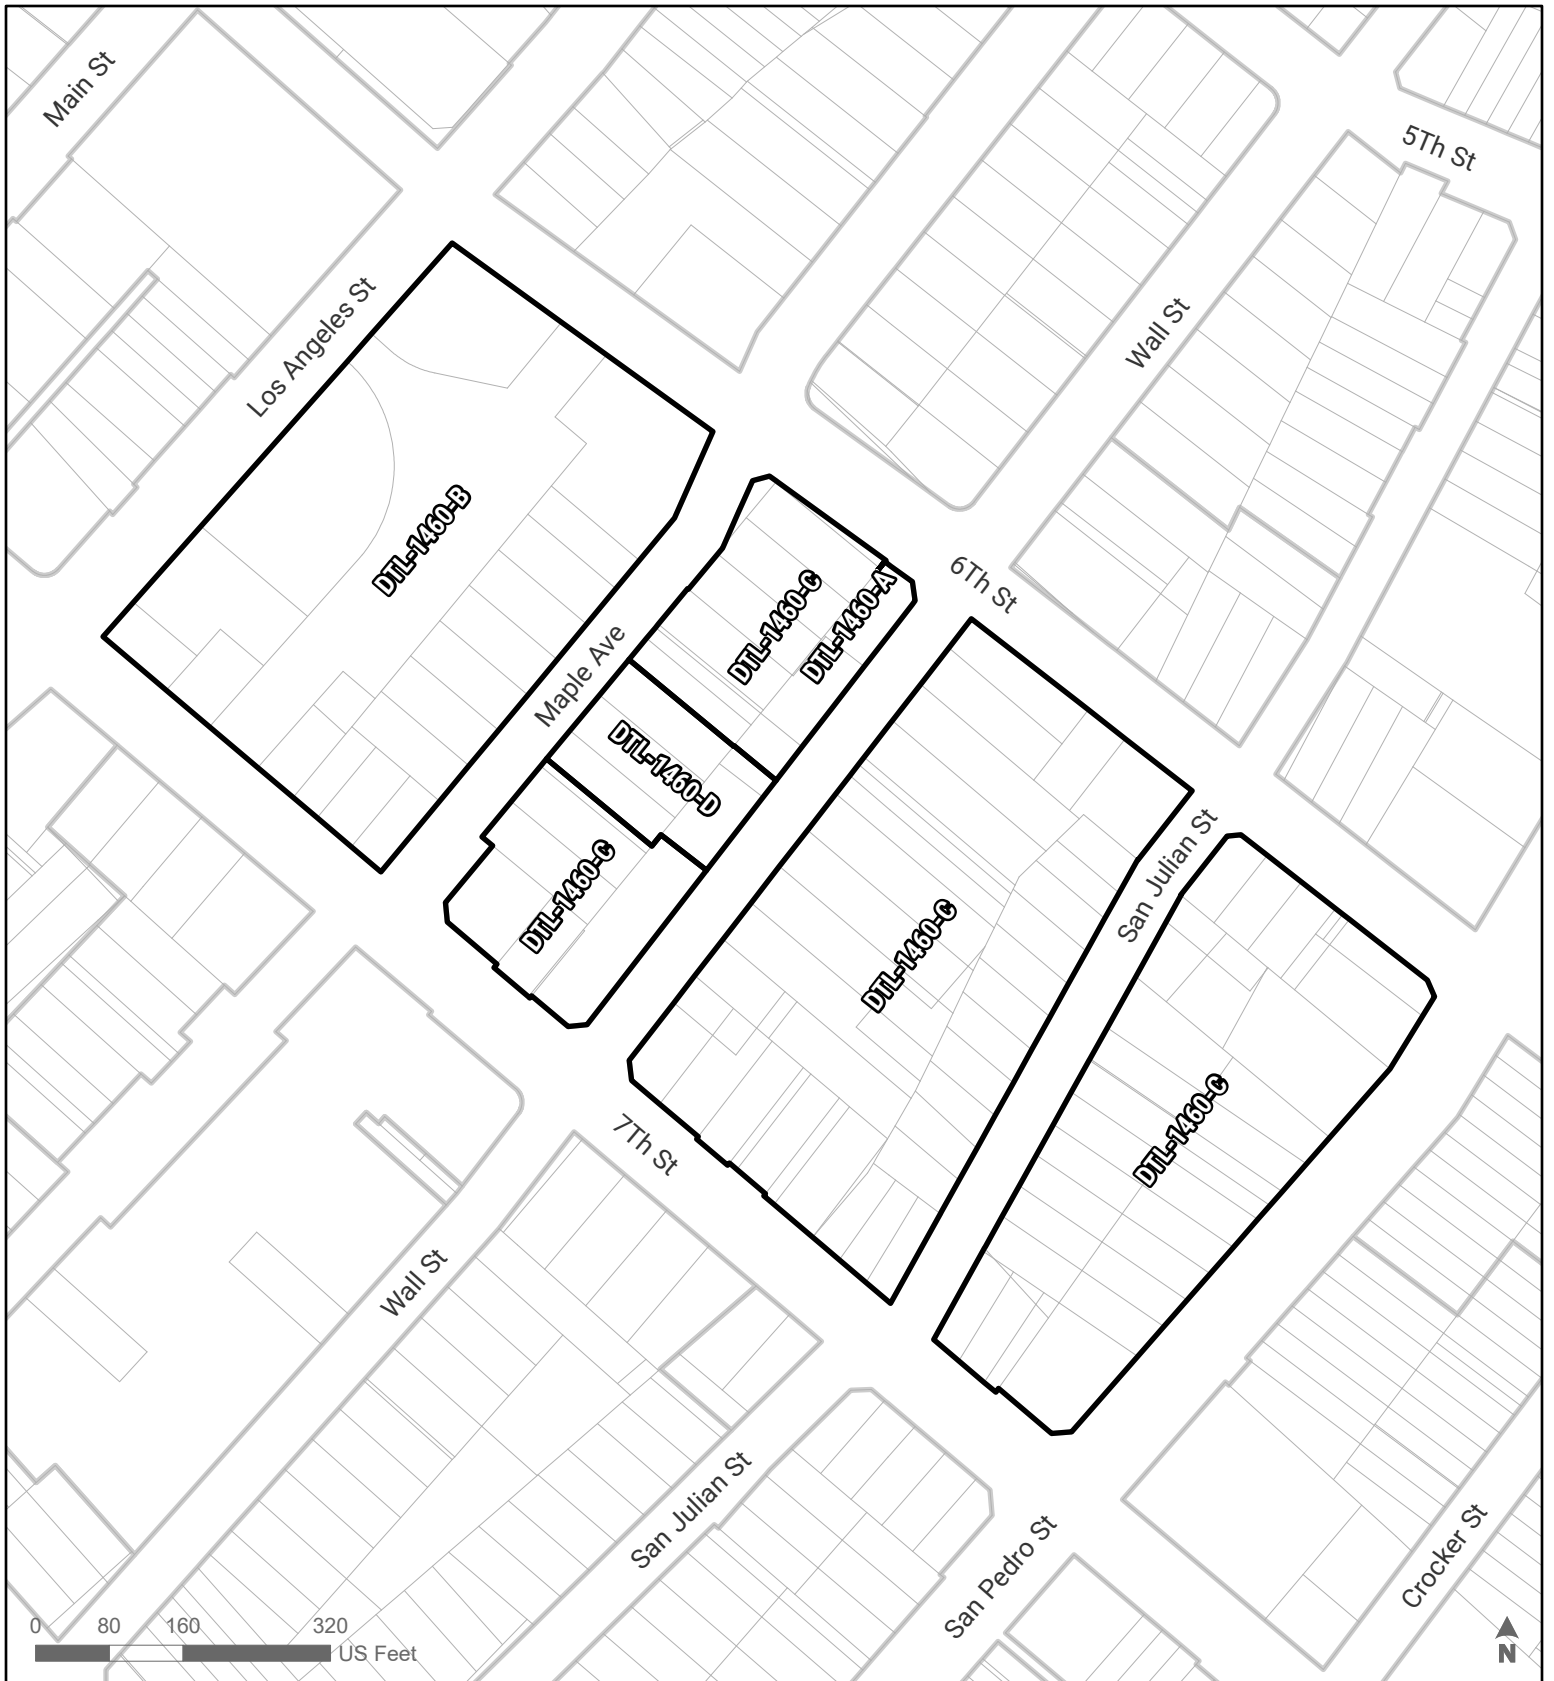 Main St
5Th St
Los Angeles St
Wall St
DTL-1460-B
6Th St
DTL-1460-C
DTL-1460-A
Maple Ave
DTL-1460-D
DTL-1460-C
San Julian St
DTL-1460-C
DTL-1460-C
7Th St
Wall St
San Julian St
San Pedro St
Crocker St
0 80 160 320
US Feet
N